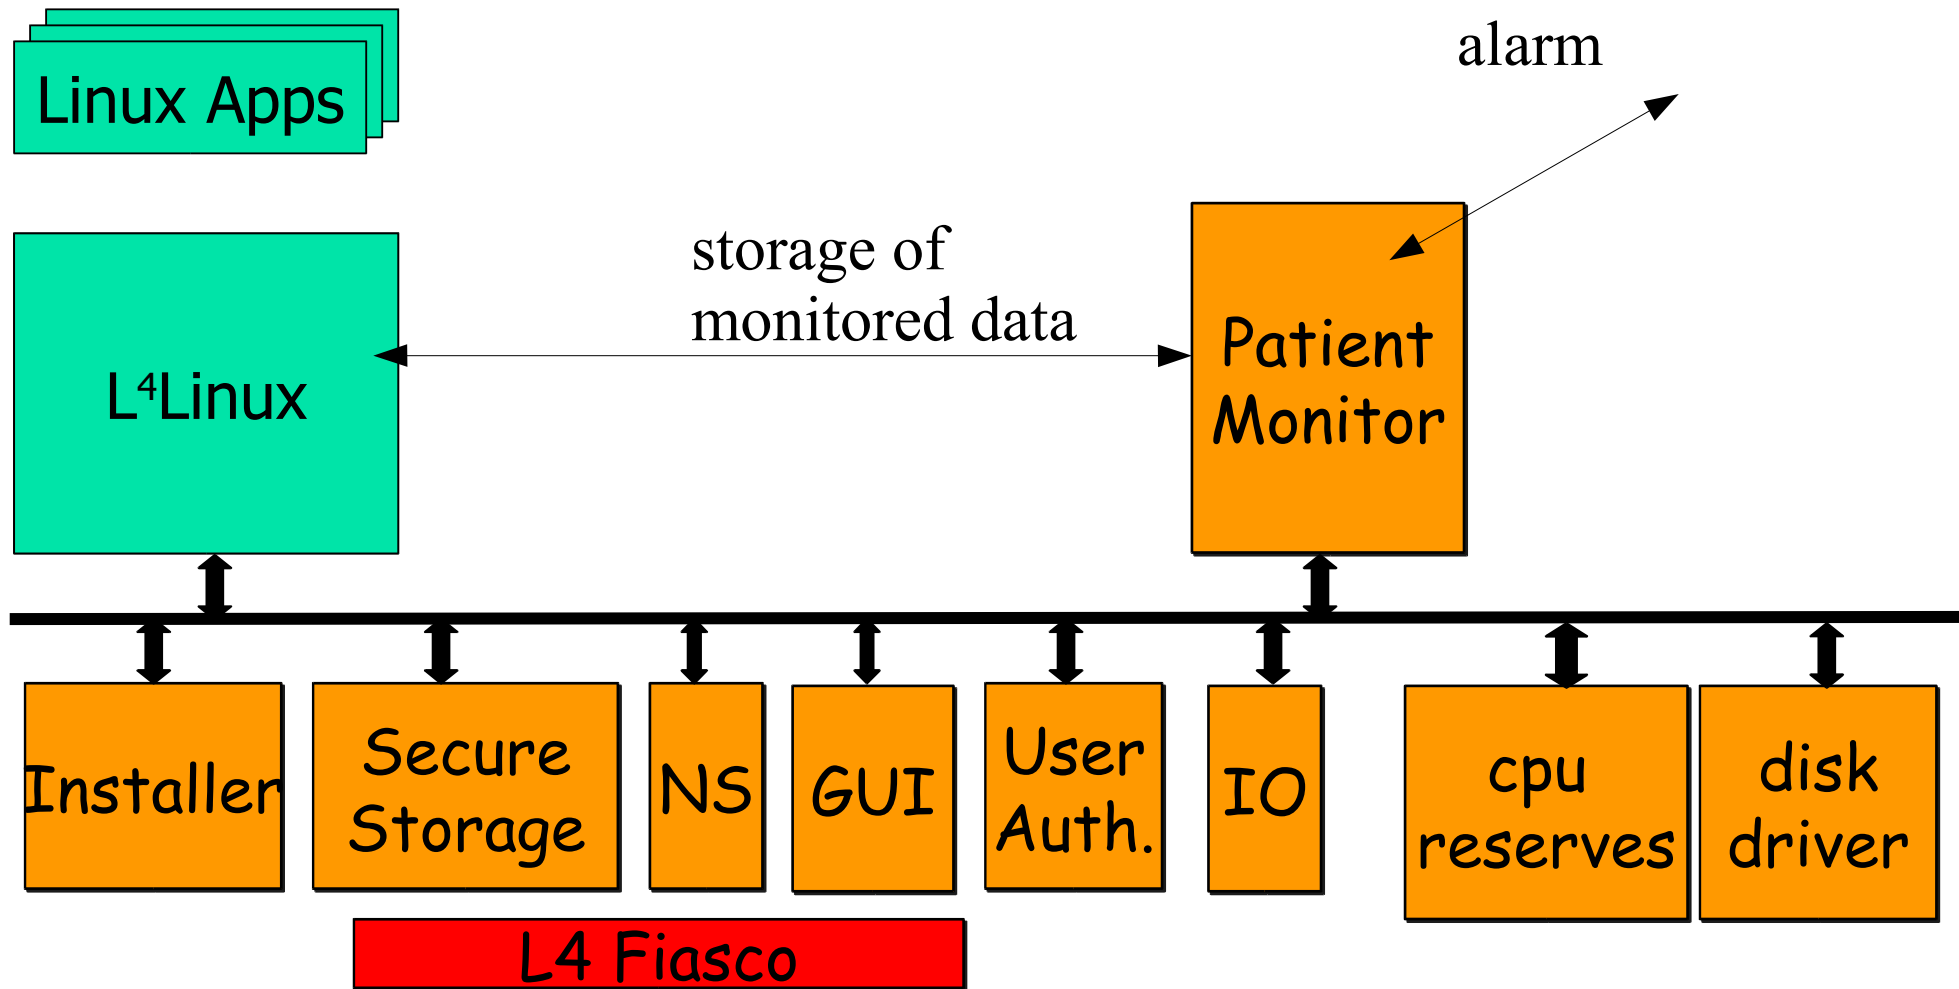 Linux Apps
alarm
storage of
monitored data
L⁴Linux
Patient
Monitor
Installer
Secure
Storage
NS
GUI
User
Auth.
IO
cpu
reserves
disk
driver
L4 Fiasco